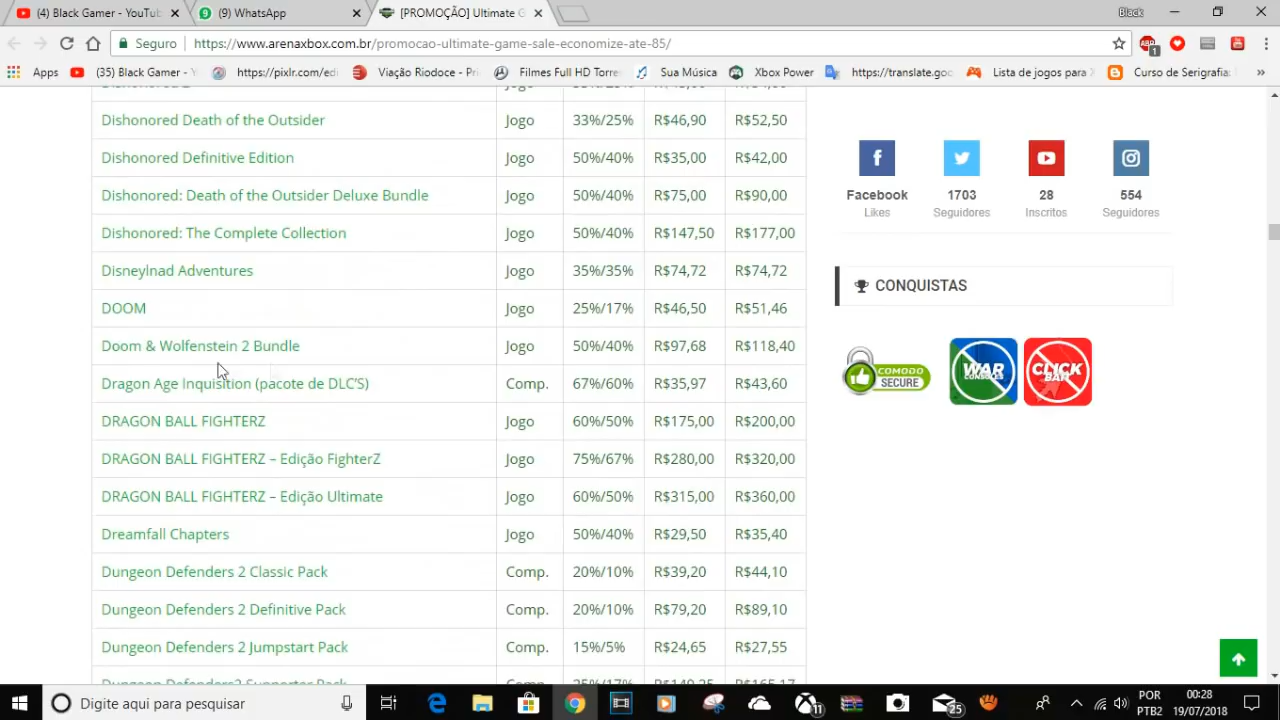 (4) Black Gamer - YouTub
(9) WhatsApp
[PROMOÇÃO] Ultimate G
Black
Seguro
https://www.arenaxbox.com.br/promocao-ultimate-game-sale-economize-ate-85/
1
Apps
(35) Black Gamer - Y
https://pixlr.com/edi
Viação Riodoce - Pri
Filmes Full HD Torre
Sua Música
Xbox Power
https://translate.goo
Lista de jogos para
Curso de Serigrafia:
»
Dishonored Death of the Outsider Jogo 33%/25% R$46,90 R$52,50
Dishonored Definitive Edition Jogo 50%/40% R$35,00 R$42,00
Dishonored: Death of the Outsider Deluxe Bundle Jogo 50%/40% R$75,00 R$90,00
Dishonored: The Complete Collection Jogo 50%/40% R$147,50 R$177,00
Disneylnad Adventures Jogo 35%/35% R$74,72 R$74,72
DOOM Jogo 25%/17% R$46,50 R$51,46
Doom & Wolfenstein 2 Bundle Jogo 50%/40% R$97,68 R$118,40
Dragon Age Inquisition (pacote de DLC'S) Comp. 67%/60% R$35,97 R$43,60
DRAGON BALL FIGHTERZ Jogo 60%/50% R$175,00 R$200,00
DRAGON BALL FIGHTERZ – Edição FighterZ Jogo 75%/67% R$280,00 R$320,00
DRAGON BALL FIGHTERZ – Edição Ultimate Jogo 60%/50% R$315,00 R$360,00
Dreamfall Chapters Jogo 50%/40% R$29,50 R$35,40
Dungeon Defenders 2 Classic Pack Comp. 20%/10% R$39,20 R$44,10
Dungeon Defenders 2 Definitive Pack Comp. 20%/10% R$79,20 R$89,10
Dungeon Defenders 2 Jumpstart Pack Comp. 15%/5% R$24,65 R$27,55
Facebook 1703 28 554
Likes Seguidores Inscritos Seguidores
CONQUISTAS
COMODO
SECURE
WAR
CONSOLES
CLICK
BAIT
Digite aqui para pesquisar
11
25
POR
PTB2
00:28
19/07/2018